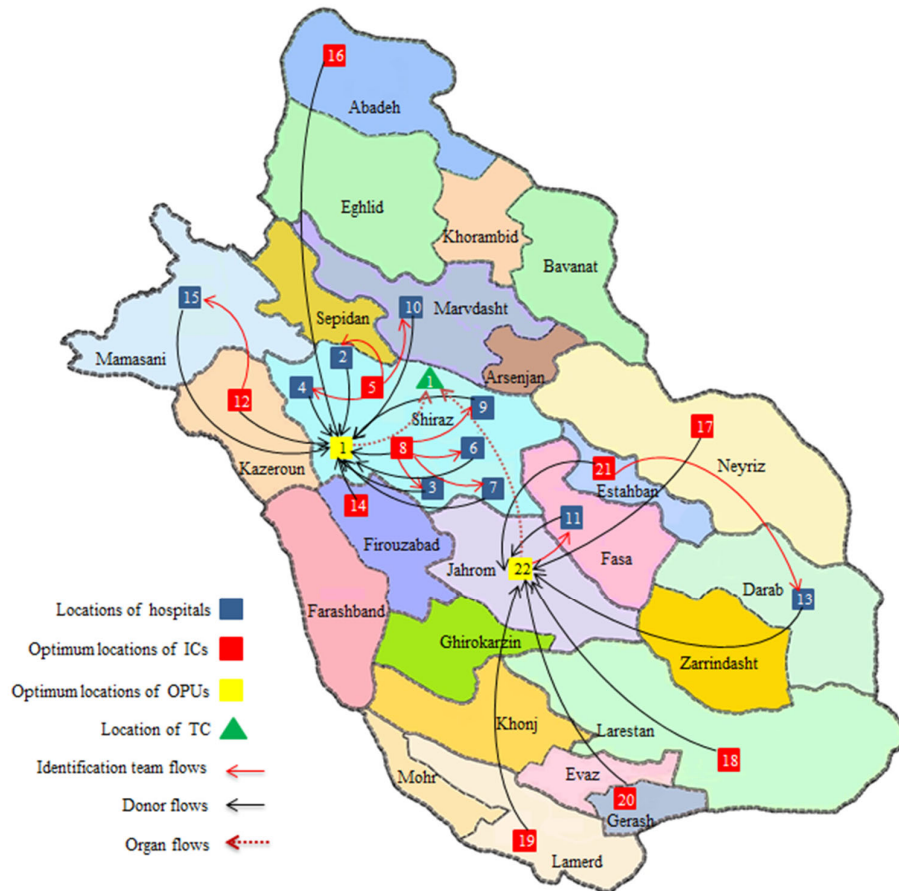 16
Abadeh
Eghlid
Khorambid
Bavanat
15
10
Marvdasht
Sepidan
Mamasani
2
Arsenjan
4
5
1
12
9
Shiraz
17
1
8
6
Neyriz
Kazeroun
21
3
7
Estahban
14
11
Firouzabad
Fasa
Jahrom
22
Darab
13
Farashband
Locations of hospitals
Ghirokarzin
Optimum locations of ICs
Zarrindasht
Optimum locations of OPUs
Khonj
Larestan
Location of TC
18
Evaz
Mohr
Identification team flows
20
Donor flows
Gerash
19
Organ flows
Lamerd